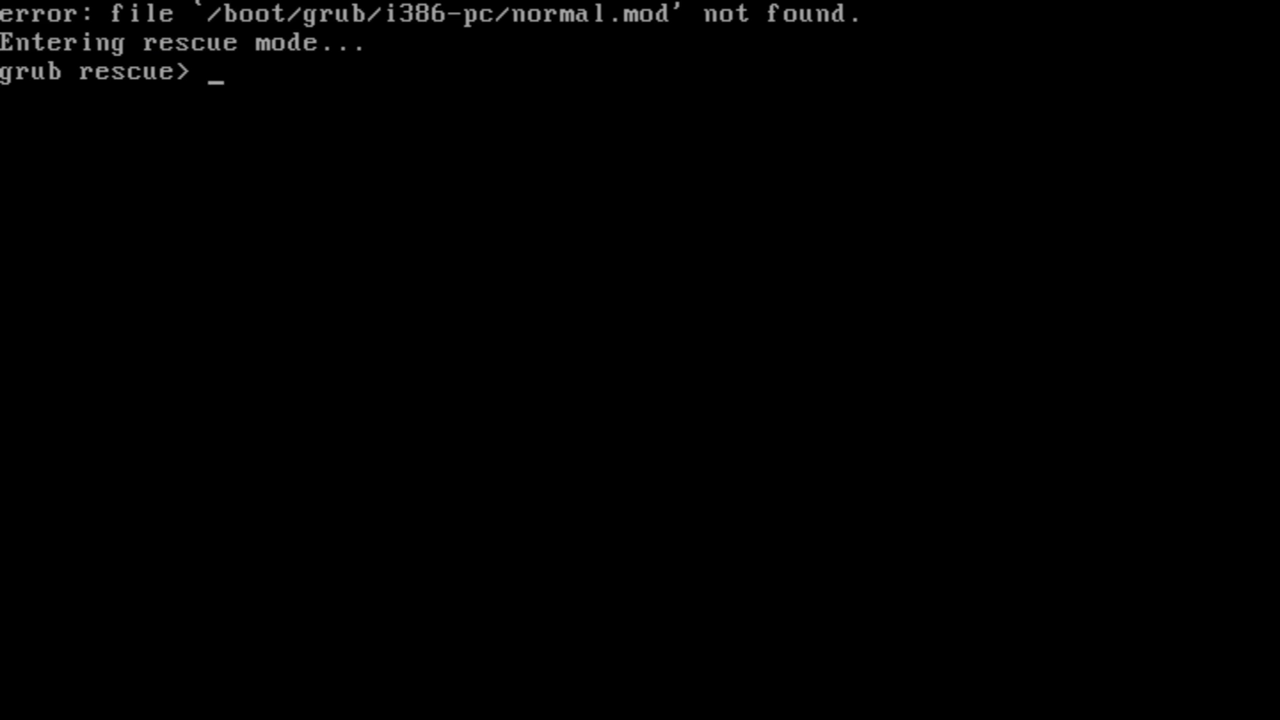 error: file `/boot/grub/i386-pc/normal.mod' not found.
Entering rescue mode...
grub rescue> _